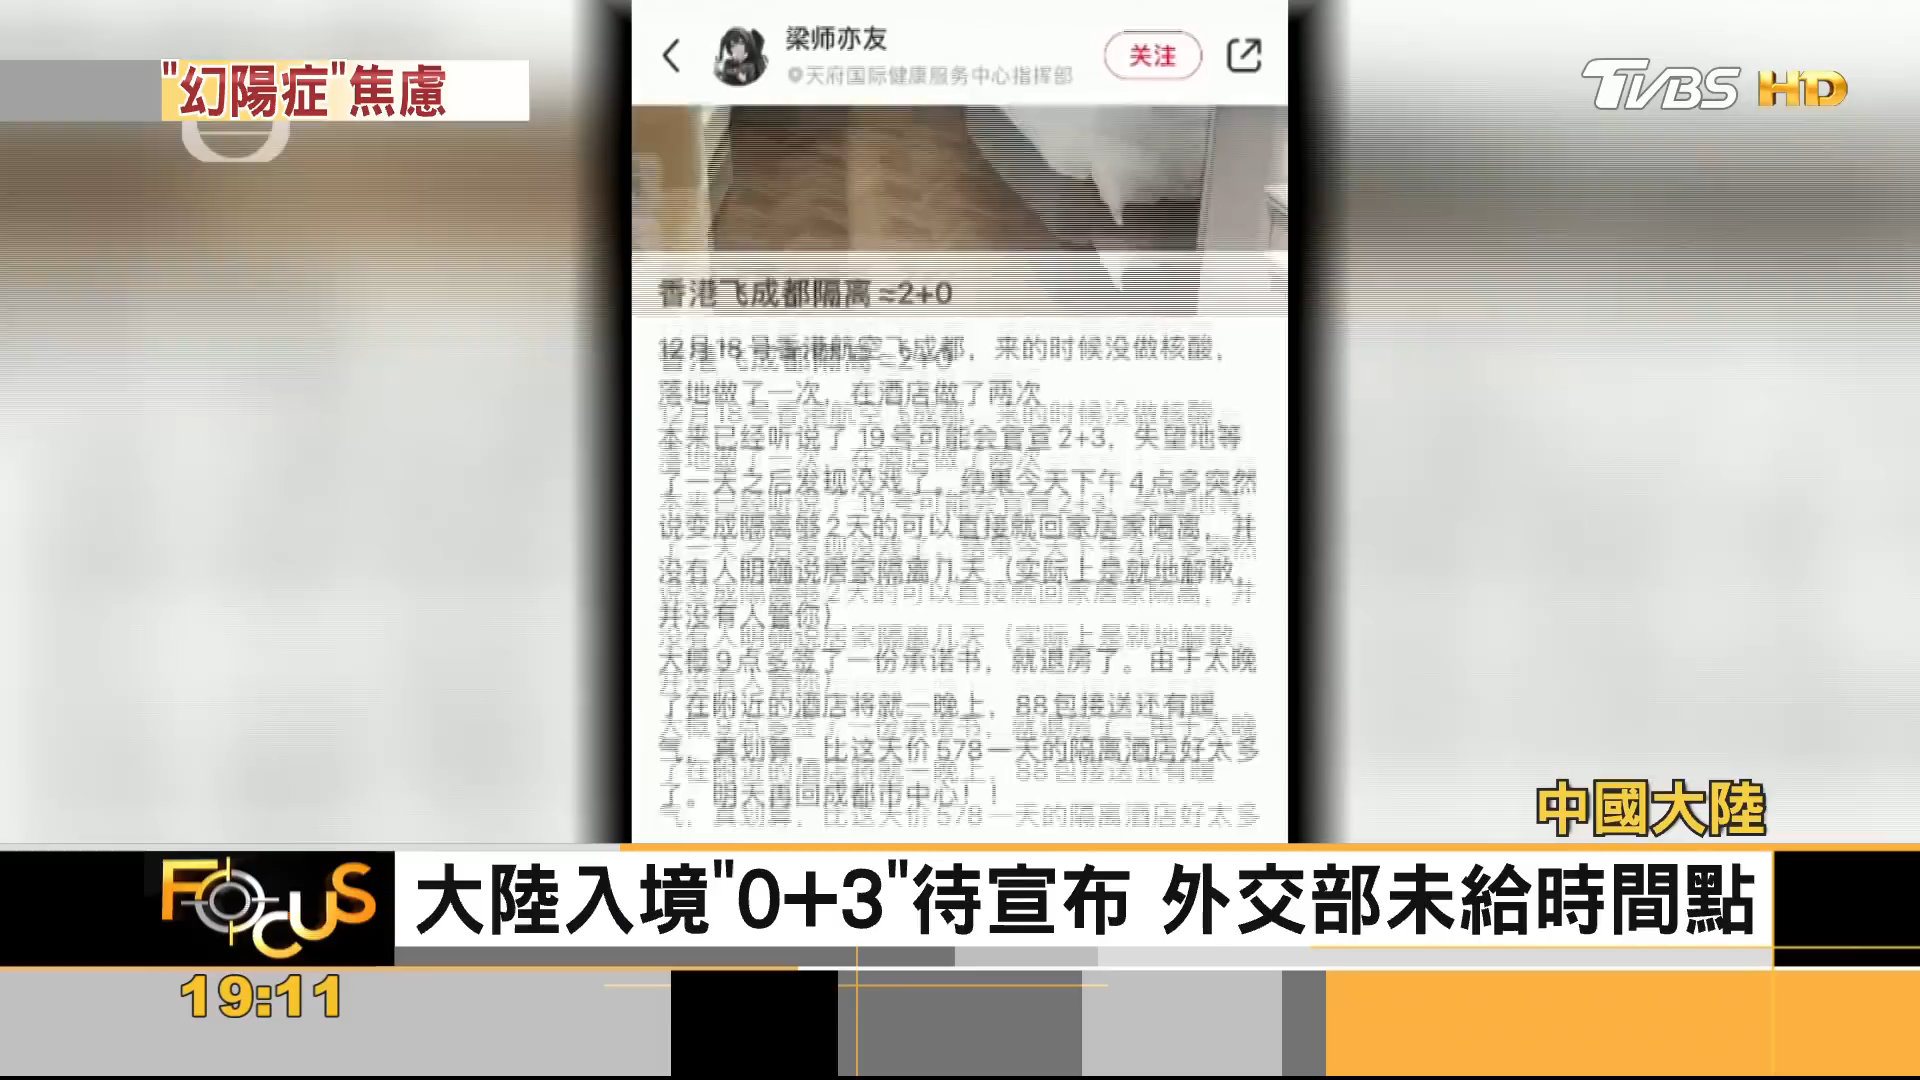 "幻陽症"焦慮
梁师亦友
天府国际健康服务中心指挥部
关注
TVBS HD
香港飞成都隔离≈2+0
12月18号香港航空飞成都，来的时候没做核酸，
落地做了一次，在酒店做了两次
本来已经听说了19号可能会官宣2+3，失望地等
了一天之后发现没戏了，结果今天下午4点多突然
说变成隔离够2天的可以直接就回家居家隔离，并
没有人明确说居家隔离几天（实际上是就地解散，
并没有人管你）
大概9点多签了一份承诺书，就退房了。由于太晚
了在附近的酒店将就一晚上，88包接送还有暖
气，真划算，比这天价578一天的隔离酒店好太多
了。明天再回成都市中心！！
中國大陸
FOCUS
大陸入境"0+3"待宣布 外交部未給時間點
19:11